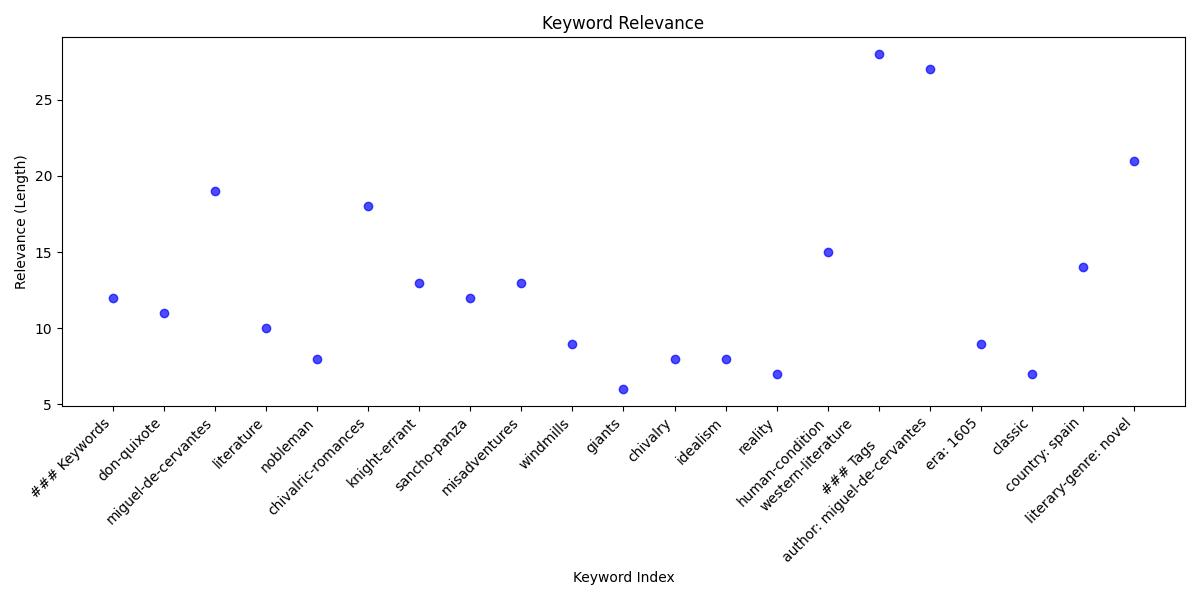 Keyword Relevance
Relevance (Length)
25
20
15
10
5
### Keywords
don-quixote
miguel-de-cervantes
literature
nobleman
chivalric-romances
knight-errant
sancho-panza
misadventures
windmills
giants
chivalry
idealism
reality
human-condition
western-literature
### Tags
author: miguel-de-cervantes
era: 1605
classic
country: spain
literary-genre: novel
Keyword Index